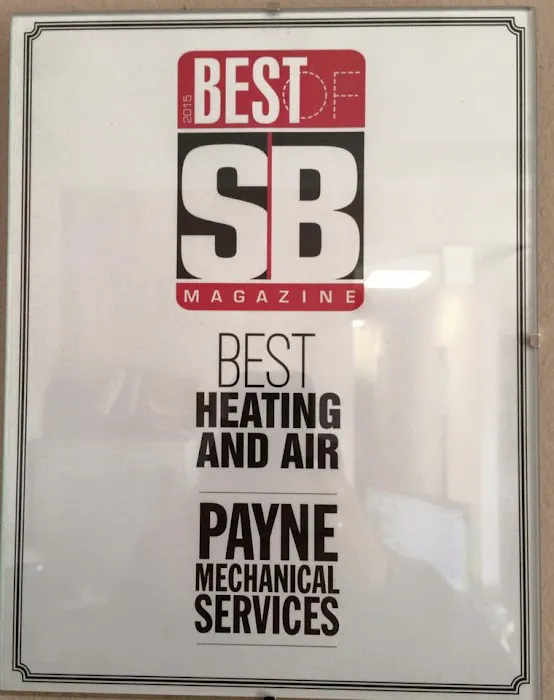 2015
BEST OF
SB
MAGAZINE
BEST
HEATING
AND AIR
PAYNE
MECHANICAL
SERVICES